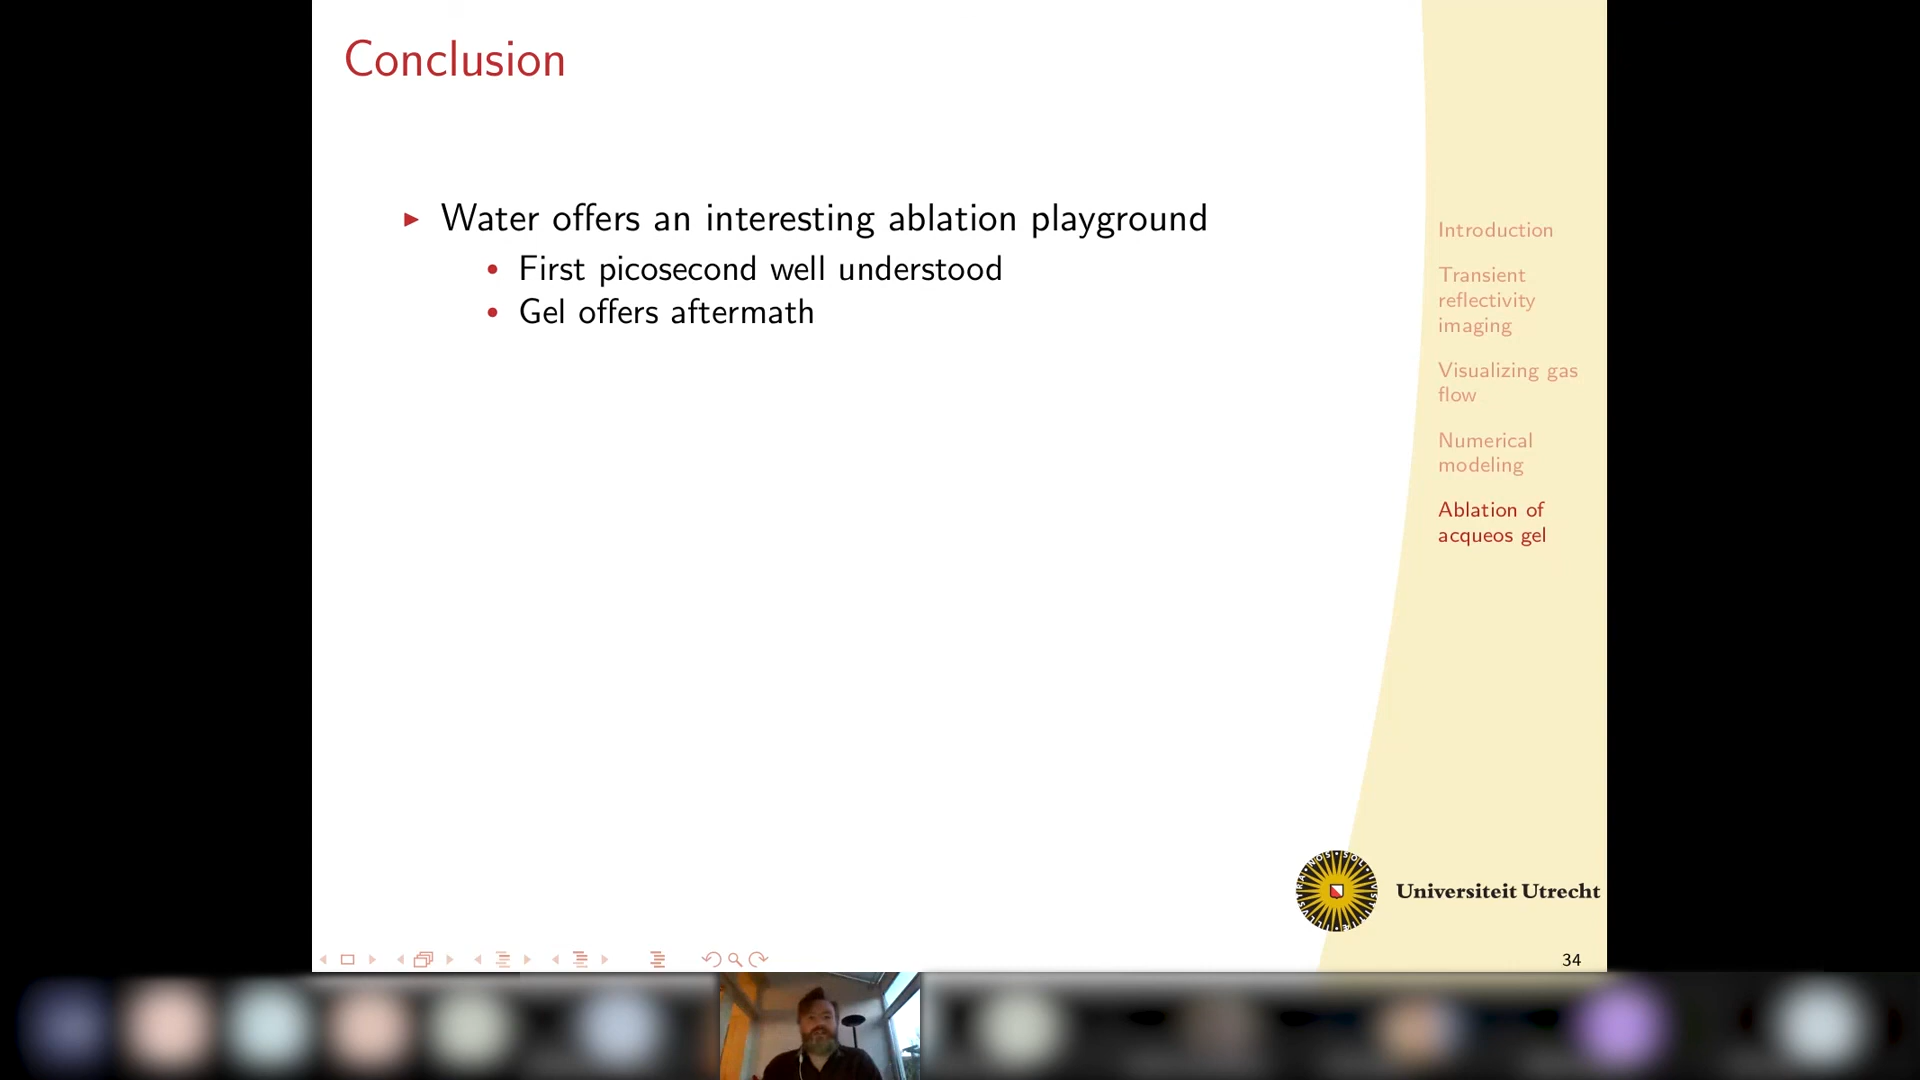 Conclusion
Water offers an interesting ablation playground
First picosecond well understood
Gel offers aftermath
Introduction
Transient
reflectivity
imaging
Visualizing gas
flow
Numerical
modeling
Ablation of
acqueos gel
Universiteit Utrecht
34